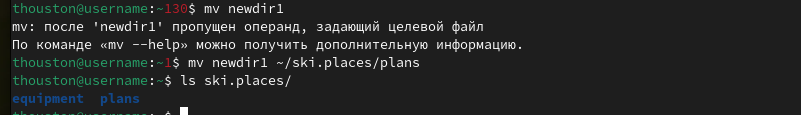 thouston@username:~130$ mv newdir1
mv: после 'newdir1' пропущен операнд, задающий целевой файл
По команде «mv --help» можно получить дополнительную информацию.
thouston@username:~1$ mv newdir1 ~/ski.places/plans
thouston@username:~$ ls ski.places/
equipment  plans
thouston@username:~$